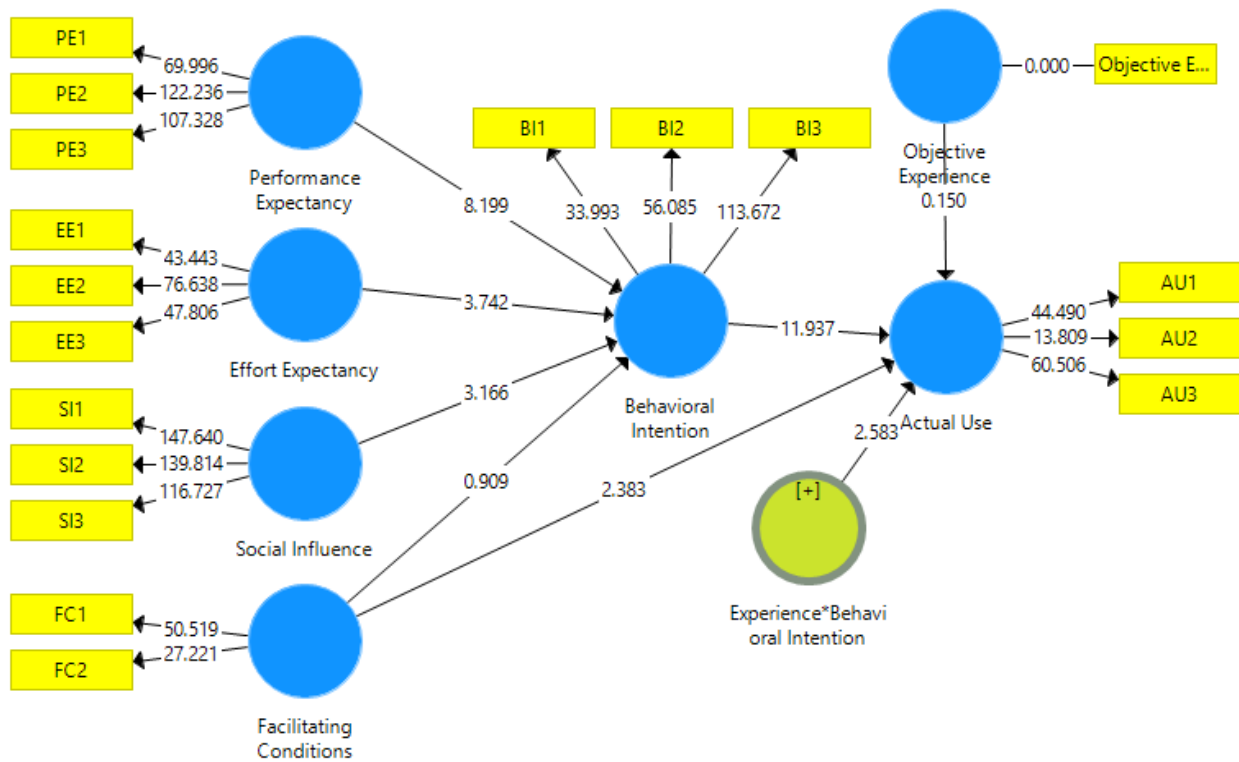 PE1
69.996
PE2
122.236
107.328
PE3
Performance
Expectancy
8.199
EE1
43.443
EE2
76.638
47.806
EE3
Effort Expectancy
3.742
SI1
147.640
SI2
139.814
116.727
SI3
Social Influence
3.166
FC1
50.519
FC2
27.221
Facilitating
Conditions
0.909
2.383
BI1
BI2
BI3
33.993
56.085
113.672
Behavioral
Intention
11.937
Objective E...
0.000
Objective
Experience
0.150
AU1
44.490
AU2
13.809
60.506
AU3
Actual Use
2.583
[+]
Experience*Behavi
oral Intention